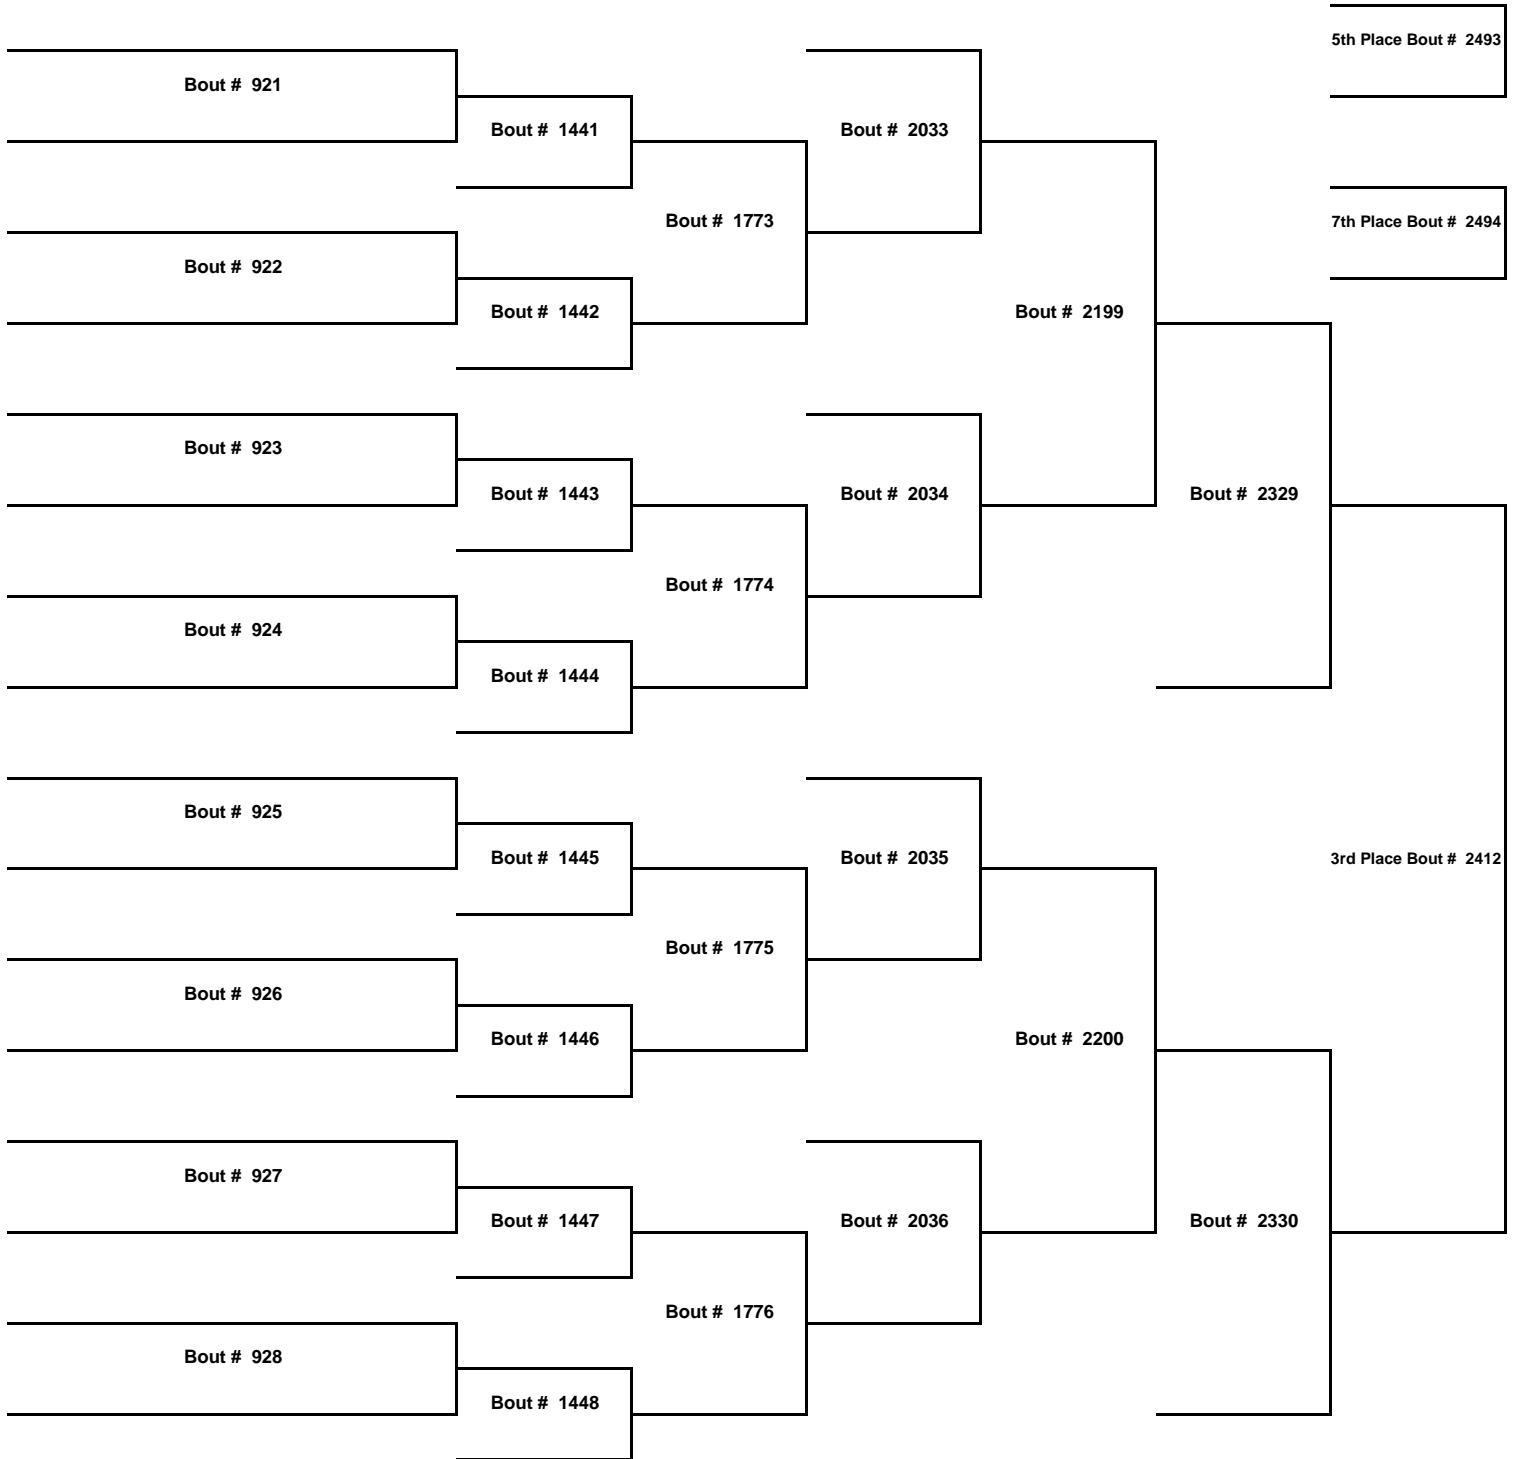 5th Place Bout # 2493
Bout # 921
Bout # 1441
Bout # 2033
Bout # 1773
7th Place Bout # 2494
Bout # 922
Bout # 1442
Bout # 2199
Bout # 923
Bout # 1443
Bout # 2034
Bout # 2329
Bout # 1774
Bout # 924
Bout # 1444
Bout # 925
Bout # 1445
Bout # 2035
3rd Place Bout # 2412
Bout # 1775
Bout # 926
Bout # 1446
Bout # 2200
Bout # 927
Bout # 1447
Bout # 2036
Bout # 2330
Bout # 1776
Bout # 928
Bout # 1448